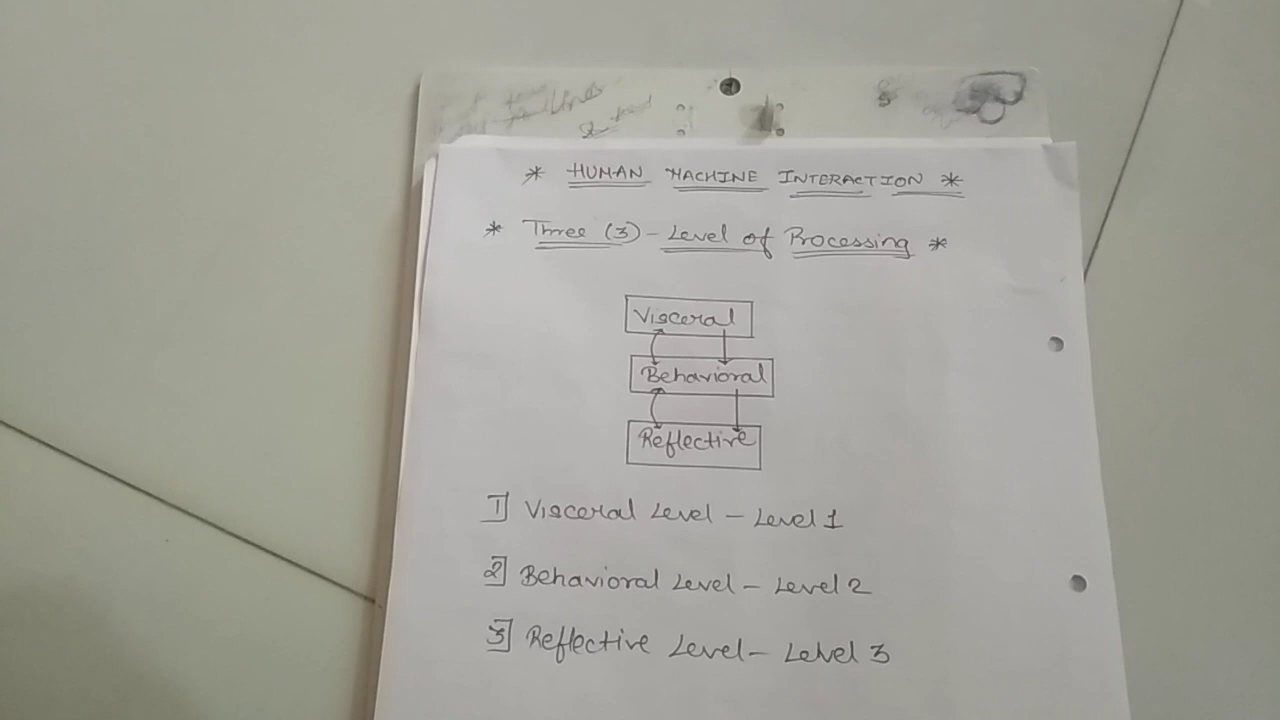 * HUMAN MACHINE INTERACTION *
* Three (3) - Level of Processing *
Visceral
Behavioral
Reflective
1] Visceral Level - Level 1
2] Behavioral Level - Level 2
3] Reflective Level - Level 3